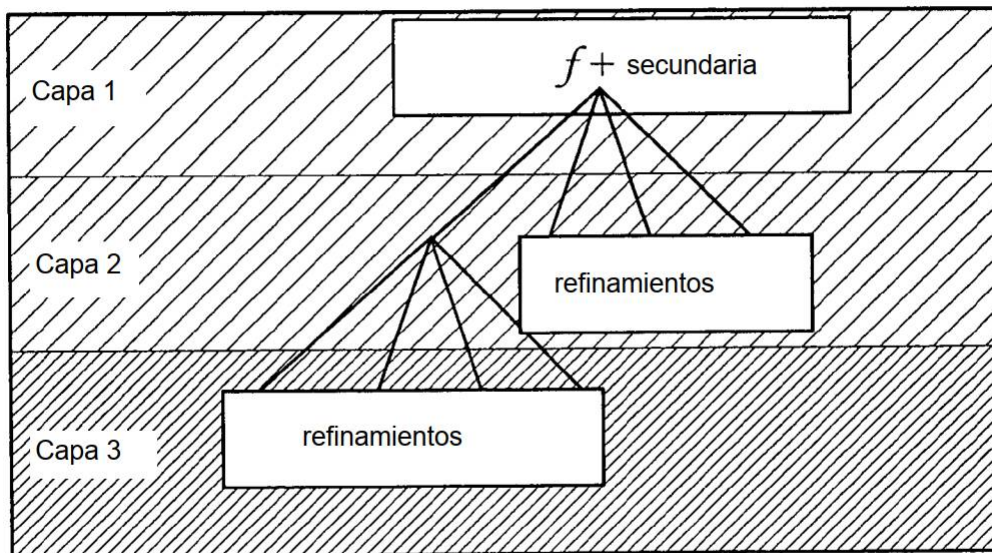 Capa 1
f + secundaria
Capa 2
refinamientos
Capa 3
refinamientos